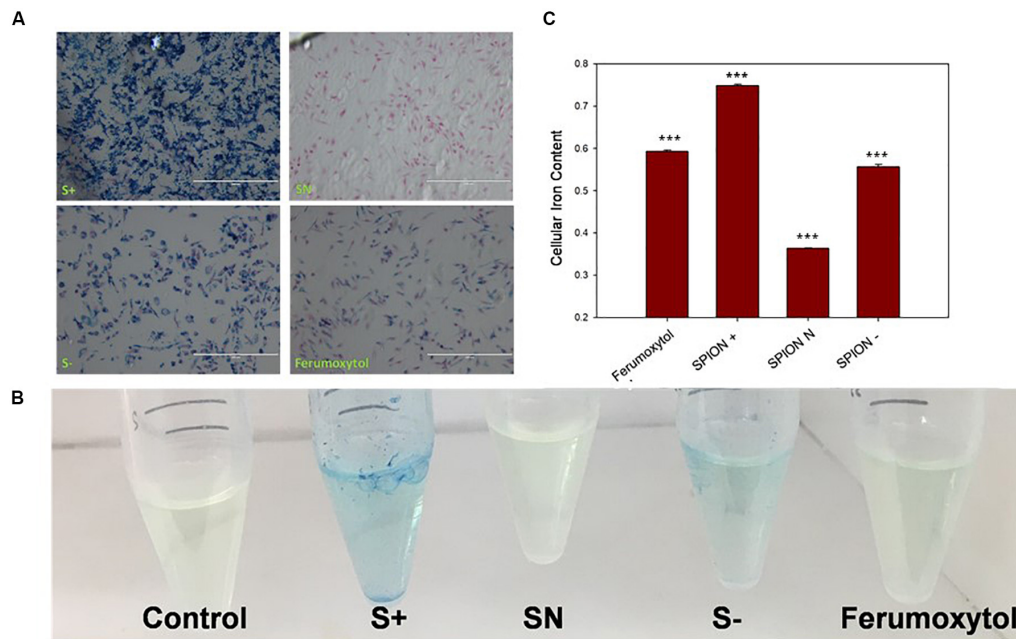 A
S+
SN
S-
Ferumoxytol
C
Cellular Iron Content
0.8
0.7
0.6
0.5
0.4
0.3
0.2
***
***
***
***
Ferumoxytol
SPION +
SPION N
SPION -
B
Control
S+
SN
S-
Ferumoxytol